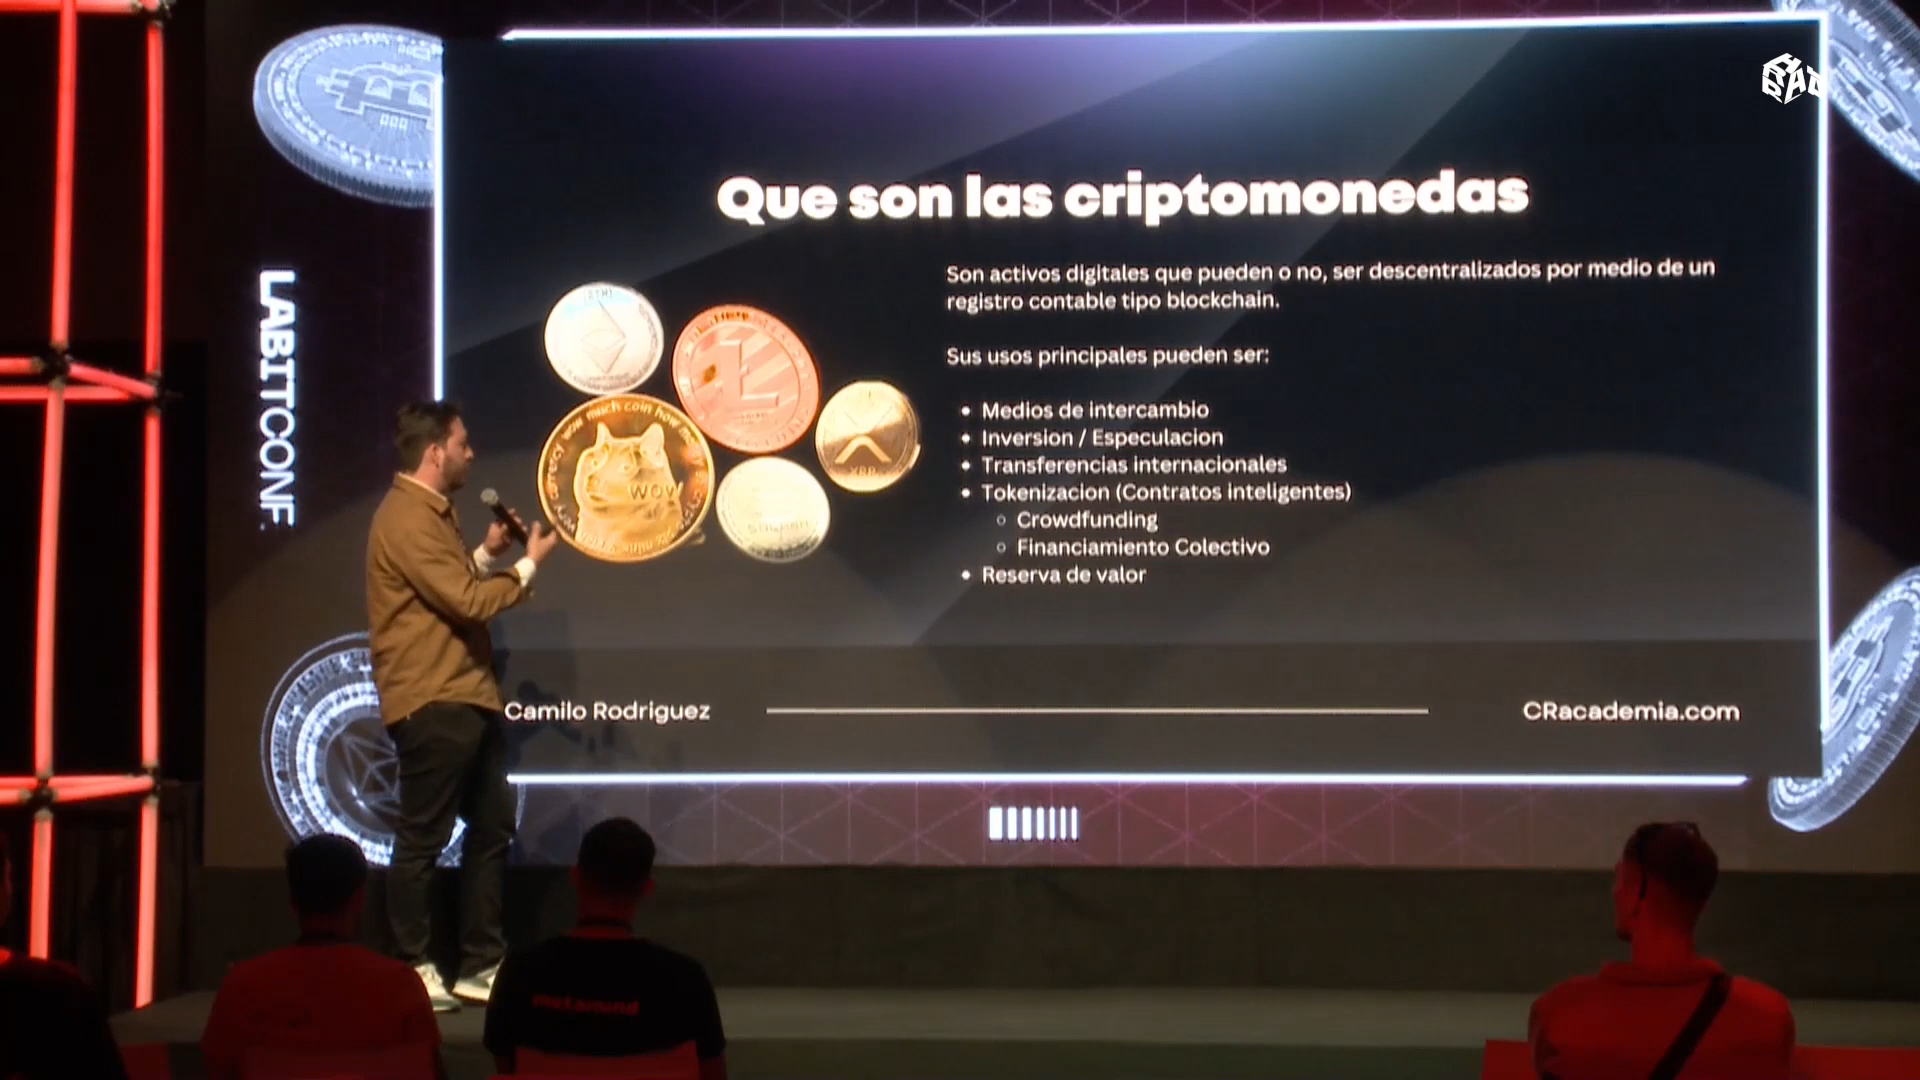 LABITCONF
Que son las criptomonedas
Son activos digitales que pueden o no, ser descentralizados por medio de un
registro contable tipo blockchain.
Sus usos principales pueden ser:
• Medios de intercambio
• Inversion / Especulacion
• Transferencias internacionales
• Tokenizacion (Contratos inteligentes)
○ Crowdfunding
○ Financiamiento Colectivo
• Reserva de valor
WOW
XRP
Camilo Rodriguez
CRacademia.com